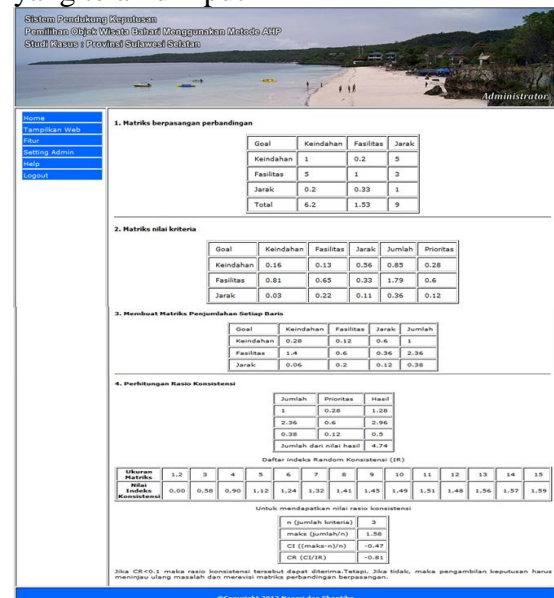 yang telah di input.
Sistem Pendukung Keputusan
Pemilihan Objek Wisata Bahari Menggunakan Metode AHP
Studi Kasus : Provinsi Sulawesi Selatan
Administrator
Home
Tampilkan Web
Fitur
Setting Admin
Help
Logout
1. Matriks berpasangan perbandingan
Goal Keindahan Fasilitas Jarak
Keindahan 1 0.2 5
Fasilitas 5 1 3
Jarak 0.2 0.33 1
Total 6.2 1.53 9
2. Matriks nilai kriteria
Goal Keindahan Fasilitas Jarak Jumlah Prioritas
Keindahan 0.16 0.13 0.56 0.85 0.28
Fasilitas 0.81 0.65 0.33 1.79 0.6
Jarak 0.03 0.22 0.11 0.36 0.12
3. Membuat Matriks Penjumlahan Setiap Baris
Goal Keindahan Fasilitas Jarak Jumlah
Keindahan 0.28 0.12 0.6 1
Fasilitas 1.4 0.6 0.36 2.36
Jarak 0.06 0.2 0.12 0.38
4. Perhitungan Rasio Konsistensi
Jumlah Prioritas Hasil
1 0.28 1.28
2.36 0.6 2.96
0.38 0.12 0.5
Jumlah dari nilai hasil 4.74
Daftar indeks Random Konsistensi (IR)
Ukuran Matriks 1,2 3 4 5 6 7 8 9 10 11 12 13 14 15
Nilai Indeks Konsistensi 0,00 0,58 0,90 1,12 1,24 1,32 1,41 1,45 1,49 1,51 1,48 1,56 1,57 1,59
Untuk mendapatkan nilai rasio konsistensi
n (jumlah kriteria) 3
maks (jumlah/n) 1.58
CI ((maks-n)/n) -0.47
CR (CI/IR) -0.81
Jika CR<0.1 maka rasio konsistensi tersebut dapat diterima.Tetapi, Jika tidak, maka pengambilan keputusan harus
meninjau ulang masalah dan merevisi matriks perbandingan berpasangan.
@Copyright 2012 Naomi dan Shantika